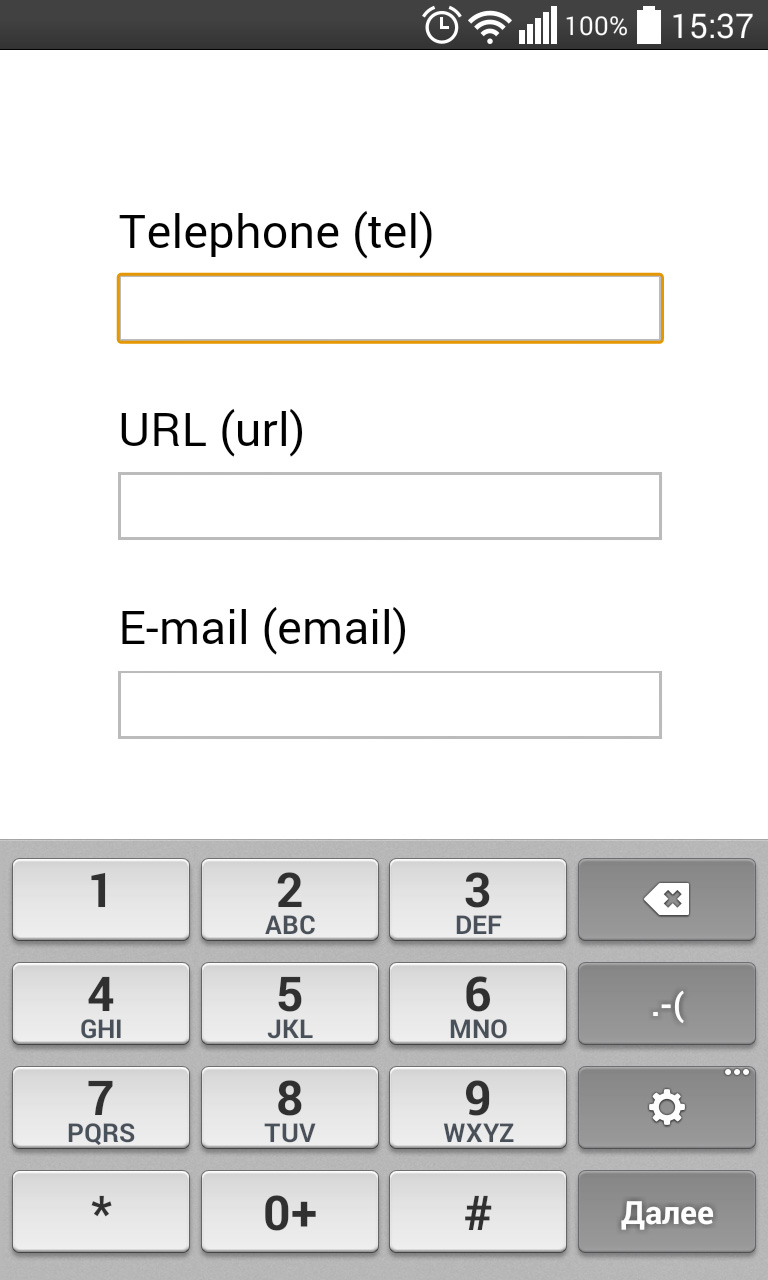 100% 15:37
Telephone (tel)
URL (url)
E-mail (email)
1 2 3
ABC DEF
4 5 6 .-(
GHI JKL MNO
7 8 9
PQRS TUV WXYZ
* 0+ # Далее